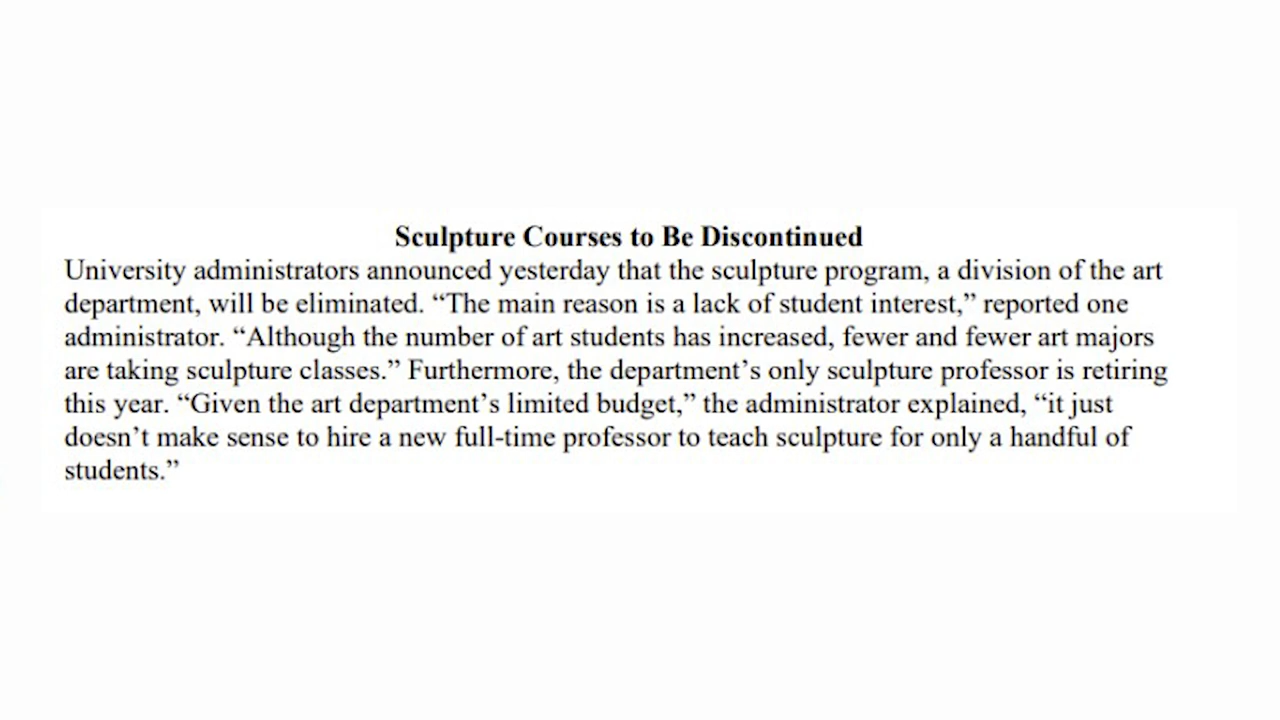 Sculpture Courses to Be Discontinued
University administrators announced yesterday that the sculpture program, a division of the art
department, will be eliminated. “The main reason is a lack of student interest,” reported one
administrator. “Although the number of art students has increased, fewer and fewer art majors
are taking sculpture classes.” Furthermore, the department’s only sculpture professor is retiring
this year. “Given the art department’s limited budget,” the administrator explained, “it just
doesn’t make sense to hire a new full-time professor to teach sculpture for only a handful of
students.”